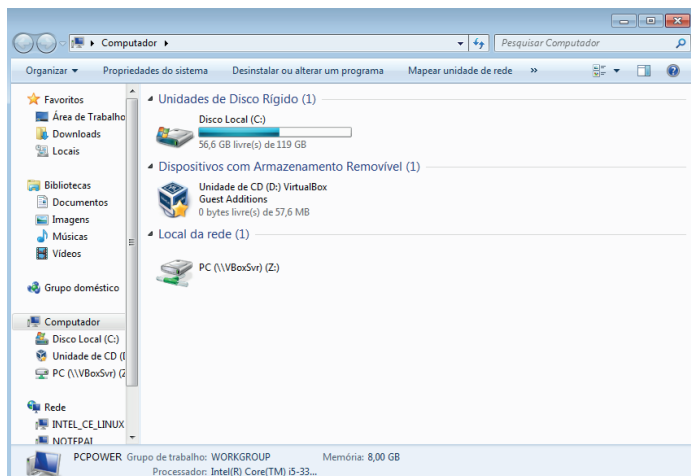 Computador
Pesquisar Computador
Organizar
Propriedades do sistema
Desinstalar ou alterar um programa
Mapear unidade de rede
»
Favoritos
Área de Trabalho
Downloads
Locais
Bibliotecas
Documentos
Imagens
Músicas
Vídeos
Grupo doméstico
Computador
Disco Local (C:)
Unidade de CD (
PC (\\VBoxSvr) (Z
Rede
INTEL_CE_LINUX
NOTEPAI
Unidades de Disco Rígido (1)
Disco Local (C:)
56,6 GB livre(s) de 119 GB
Dispositivos com Armazenamento Removível (1)
Unidade de CD (D:) VirtualBox
Guest Additions
0 bytes livre(s) de 57,6 MB
Local da rede (1)
PC (\\VBoxSvr) (Z:)
PCPOWER Grupo de trabalho: WORKGROUP Memória: 8,00 GB
Processador: Intel(R) Core(TM) i5-33...